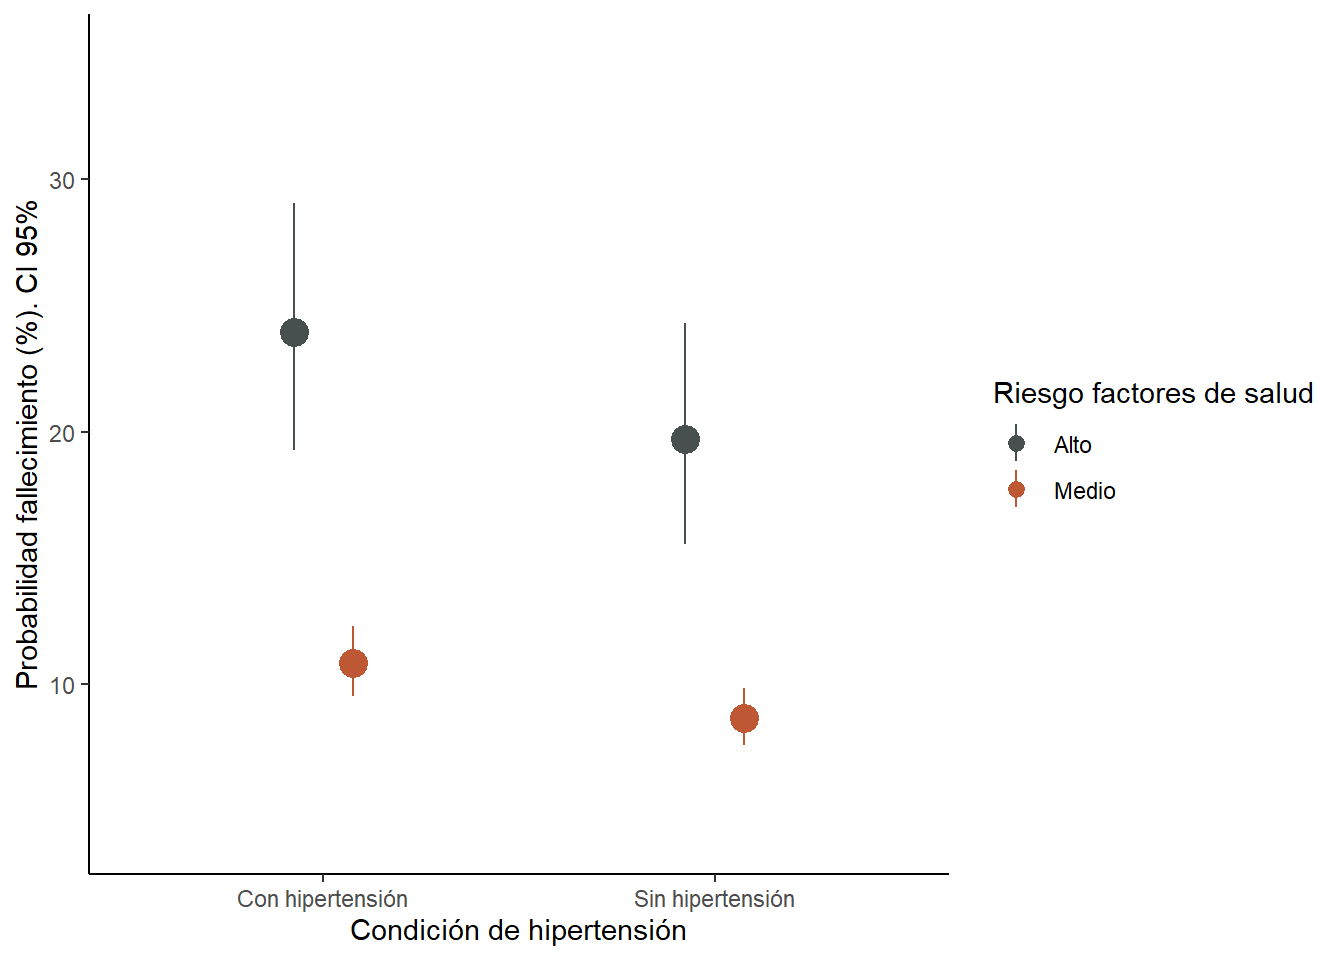 Probabilidad fallecimiento (%). CI 95%
30
20
10
Con hipertensión
Sin hipertensión
Condición de hipertensión
Riesgo factores de salud
Alto
Medio